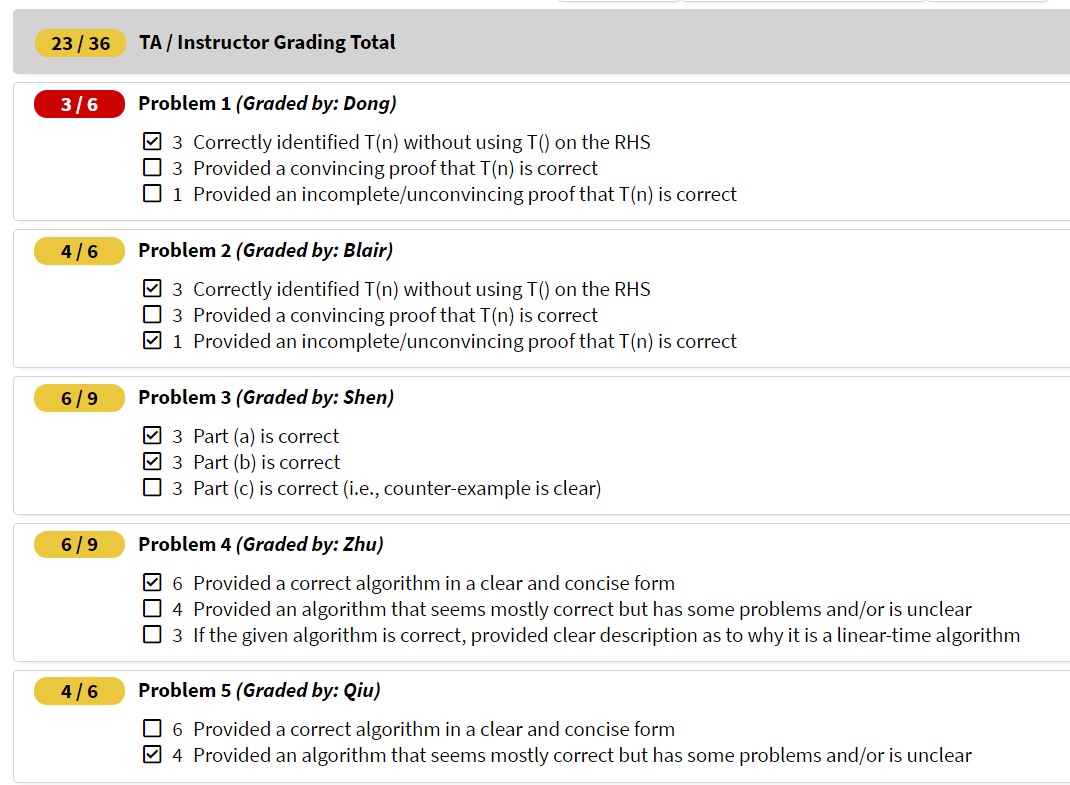 23 / 36 TA / Instructor Grading Total
3 / 6 Problem 1 (Graded by: Dong)
3 Correctly identified T(n) without using T() on the RHS
3 Provided a convincing proof that T(n) is correct
1 Provided an incomplete/unconvincing proof that T(n) is correct
4 / 6 Problem 2 (Graded by: Blair)
3 Correctly identified T(n) without using T() on the RHS
3 Provided a convincing proof that T(n) is correct
1 Provided an incomplete/unconvincing proof that T(n) is correct
6 / 9 Problem 3 (Graded by: Shen)
3 Part (a) is correct
3 Part (b) is correct
3 Part (c) is correct (i.e., counter-example is clear)
6 / 9 Problem 4 (Graded by: Zhu)
6 Provided a correct algorithm in a clear and concise form
4 Provided an algorithm that seems mostly correct but has some problems and/or is unclear
3 If the given algorithm is correct, provided clear description as to why it is a linear-time algorithm
4 / 6 Problem 5 (Graded by: Qiu)
6 Provided a correct algorithm in a clear and concise form
4 Provided an algorithm that seems mostly correct but has some problems and/or is unclear